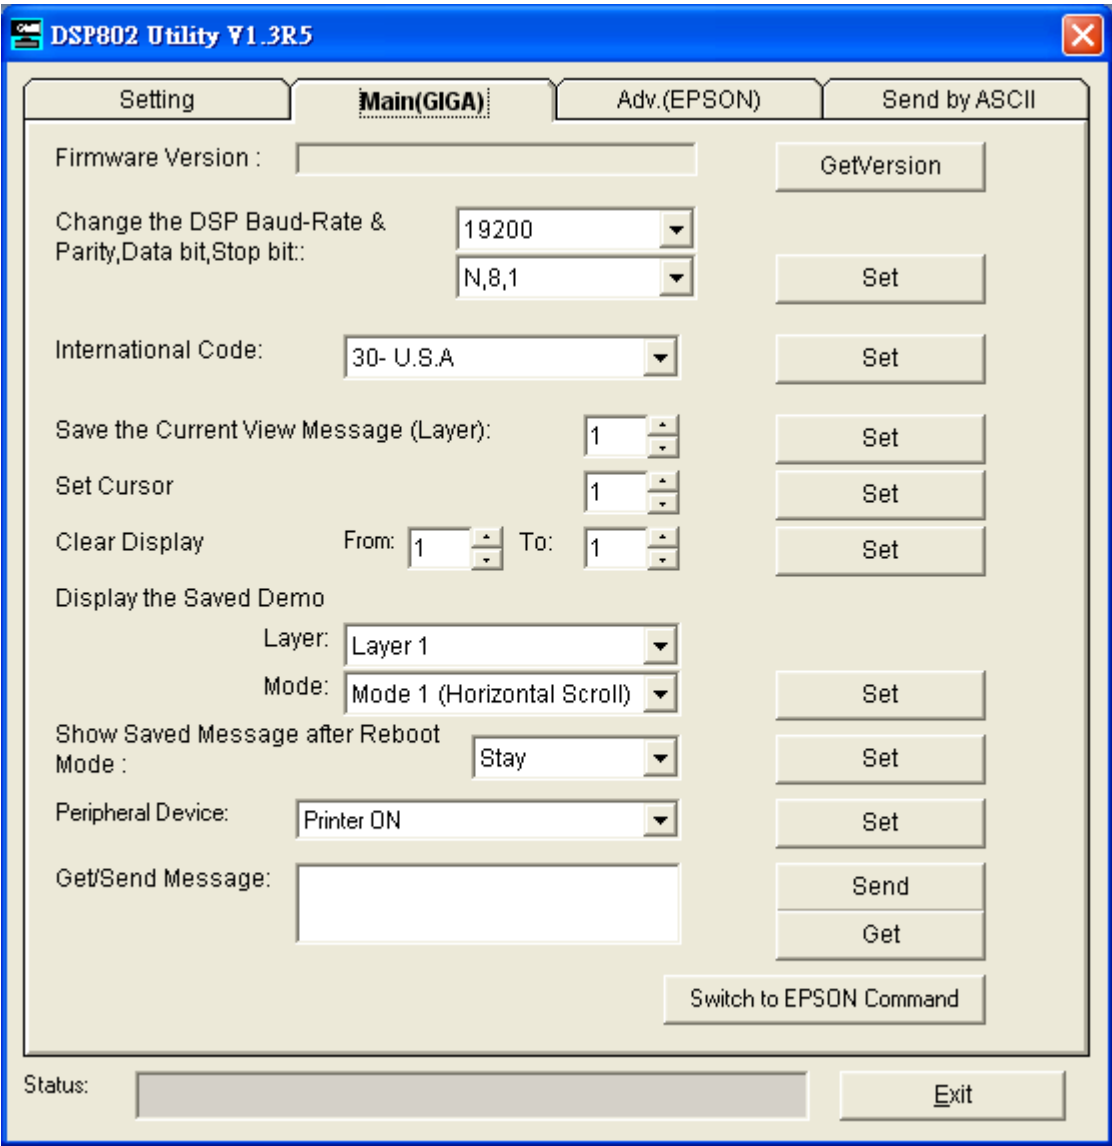 DSP802 Utility V1.3R5
Setting Main(GIGA) Adv.(EPSON) Send by ASCII
Firmware Version : GetVersion
Change the DSP Baud-Rate & 19200
Parity,Data bit,Stop bit::
N,8,1 Set
International Code: 30- U.S.A Set
Save the Current View Message (Layer): 1 Set
Set Cursor 1 Set
Clear Display From: 1 To: 1 Set
Display the Saved Demo
Layer: Layer 1
Mode: Mode 1 (Horizontal Scroll) Set
Show Saved Message after Reboot
Mode : Stay Set
Peripheral Device: Printer ON Set
Get/Send Message: Send
Get
Switch to EPSON Command
Status: Exit